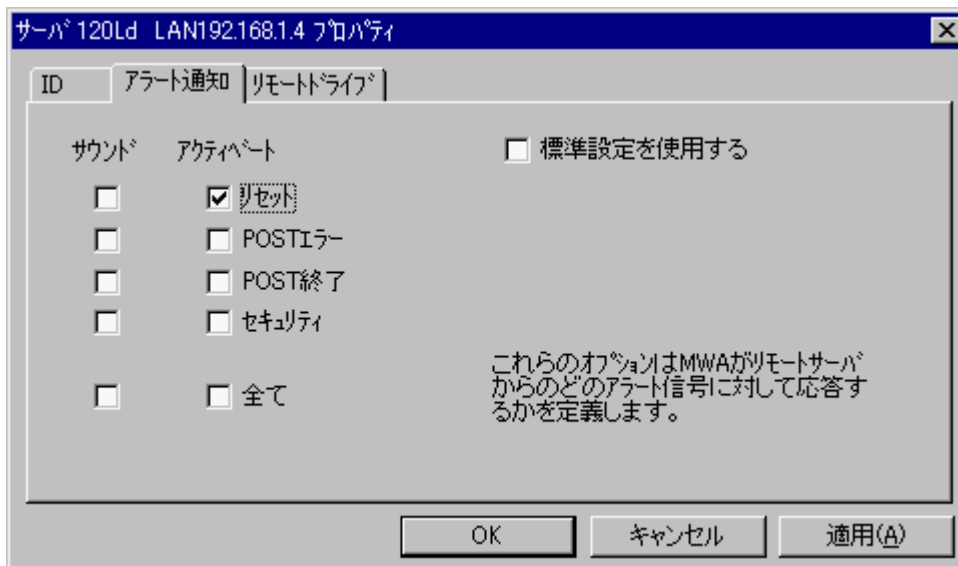 サーバ120Ld LAN192.168.1.4 プロパティ
ID アラート通知 リモートドライブ
サウンド アクティベート 標準設定を使用する
リセット
POSTエラー
POST終了
セキュリティ
全て
これらのオプションはMWAがリモートサーバ
からのどのアラート信号に対して応答す
るかを定義します。
OK キャンセル 適用(A)